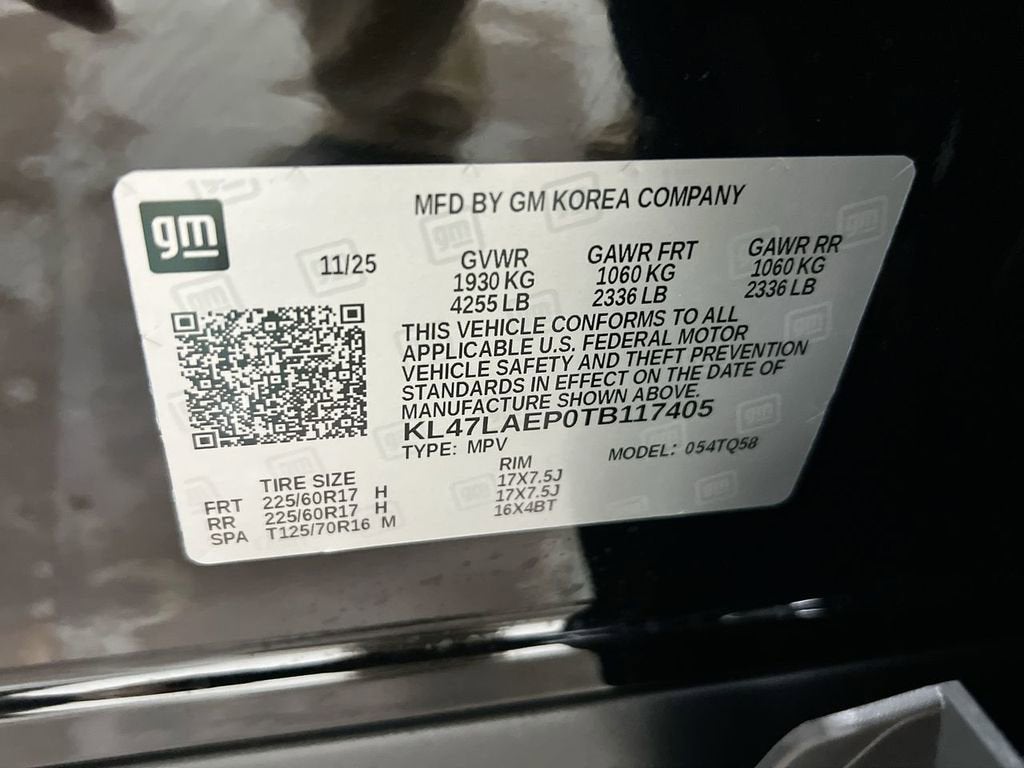 gm
MFD BY GM KOREA COMPANY
11/25
GVWR
1930 KG
4255 LB
GAWR FRT
1060 KG
2336 LB
GAWR RR
1060 KG
2336 LB
THIS VEHICLE CONFORMS TO ALL
APPLICABLE U.S. FEDERAL MOTOR
VEHICLE SAFETY AND THEFT PREVENTION
STANDARDS IN EFFECT ON THE DATE OF
MANUFACTURE SHOWN ABOVE.
KL47LAEP0TB117405
TYPE: MPV MODEL: 054TQ58
TIRE SIZE RIM
FRT 225/60R17 H 17X7.5J
RR 225/60R17 H 17X7.5J
SPA T125/70R16 M 16X4BT